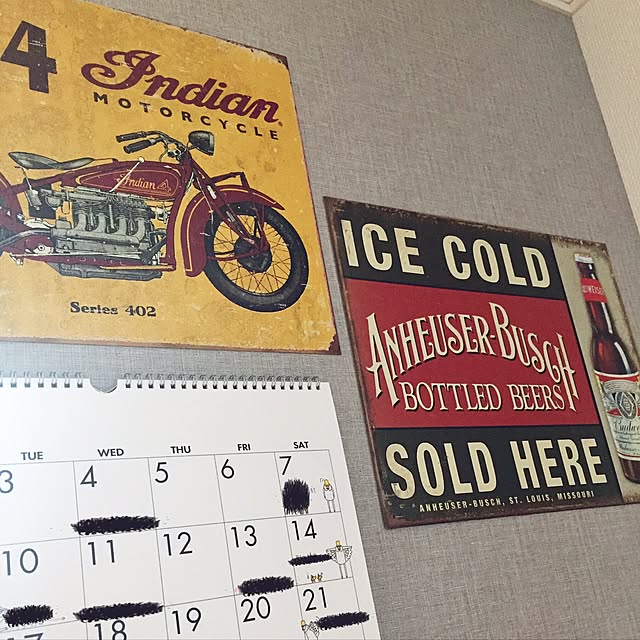 4 Indian
MOTORCYCLE
Indian
Series 402
ICE COLD
ANHEUSER-BUSCH
BOTTLED BEERS
SOLD HERE
ANHEUSER-BUSCH, ST. LOUIS, MISSOURI
TUE WED THU FRI SAT
3 4 5 6 7
10 11 12 13 14
17 18 19 20 21